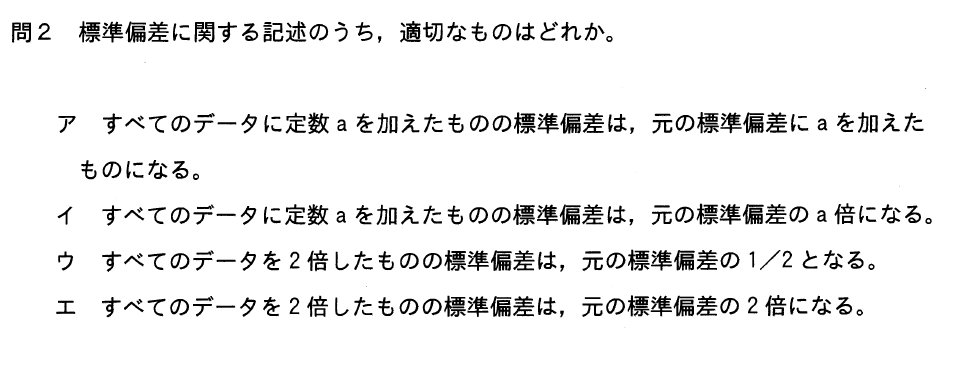 問2 標準偏差に関する記述のうち，適切なものはどれか。
ア すべてのデータに定数 a を加えたものの標準偏差は，元の標準偏差に a を加えた
ものになる。
イ すべてのデータに定数 a を加えたものの標準偏差は，元の標準偏差の a 倍になる。
ウ すべてのデータを 2 倍したものの標準偏差は，元の標準偏差の 1／2 となる。
エ すべてのデータを 2 倍したものの標準偏差は，元の標準偏差の 2 倍になる。